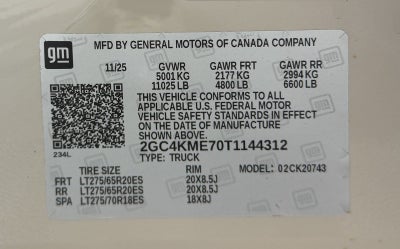 gm
MFD BY GENERAL MOTORS OF CANADA COMPANY
11/25 GVWR GAWR FRT GAWR RR
5001 KG 2177 KG 2994 KG
11025 LB 4800 LB 6600 LB
THIS VEHICLE CONFORMS TO ALL
APPLICABLE U.S. FEDERAL MOTOR
VEHICLE SAFETY STANDARDS IN EFFECT
ON THE DATE OF MANUFACTURE
SHOWN ABOVE.
234L
2GC4KME70T1144312
TYPE: TRUCK
TIRE SIZE RIM MODEL: 02CK20743
FRT LT275/65R20ES 20X8.5J
RR LT275/65R20ES 20X8.5J
SPA LT275/70R18ES 18X8J